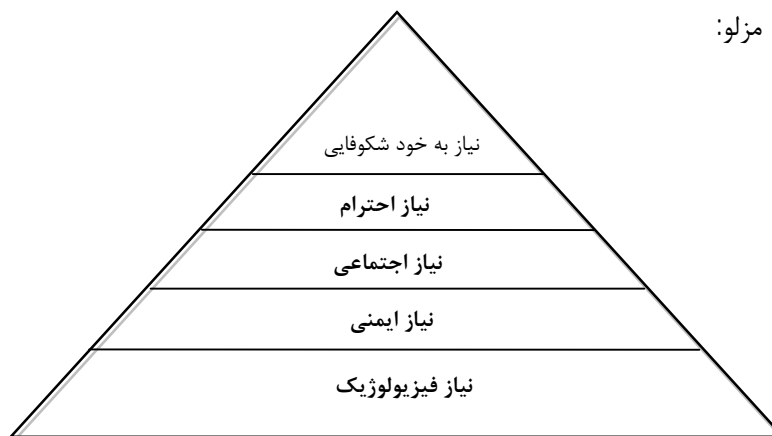 مزلو:
نیاز به خود شکوفایی
نیاز احترام
نیاز اجتماعی
نیاز ایمنی
نیاز فیزیولوژیک